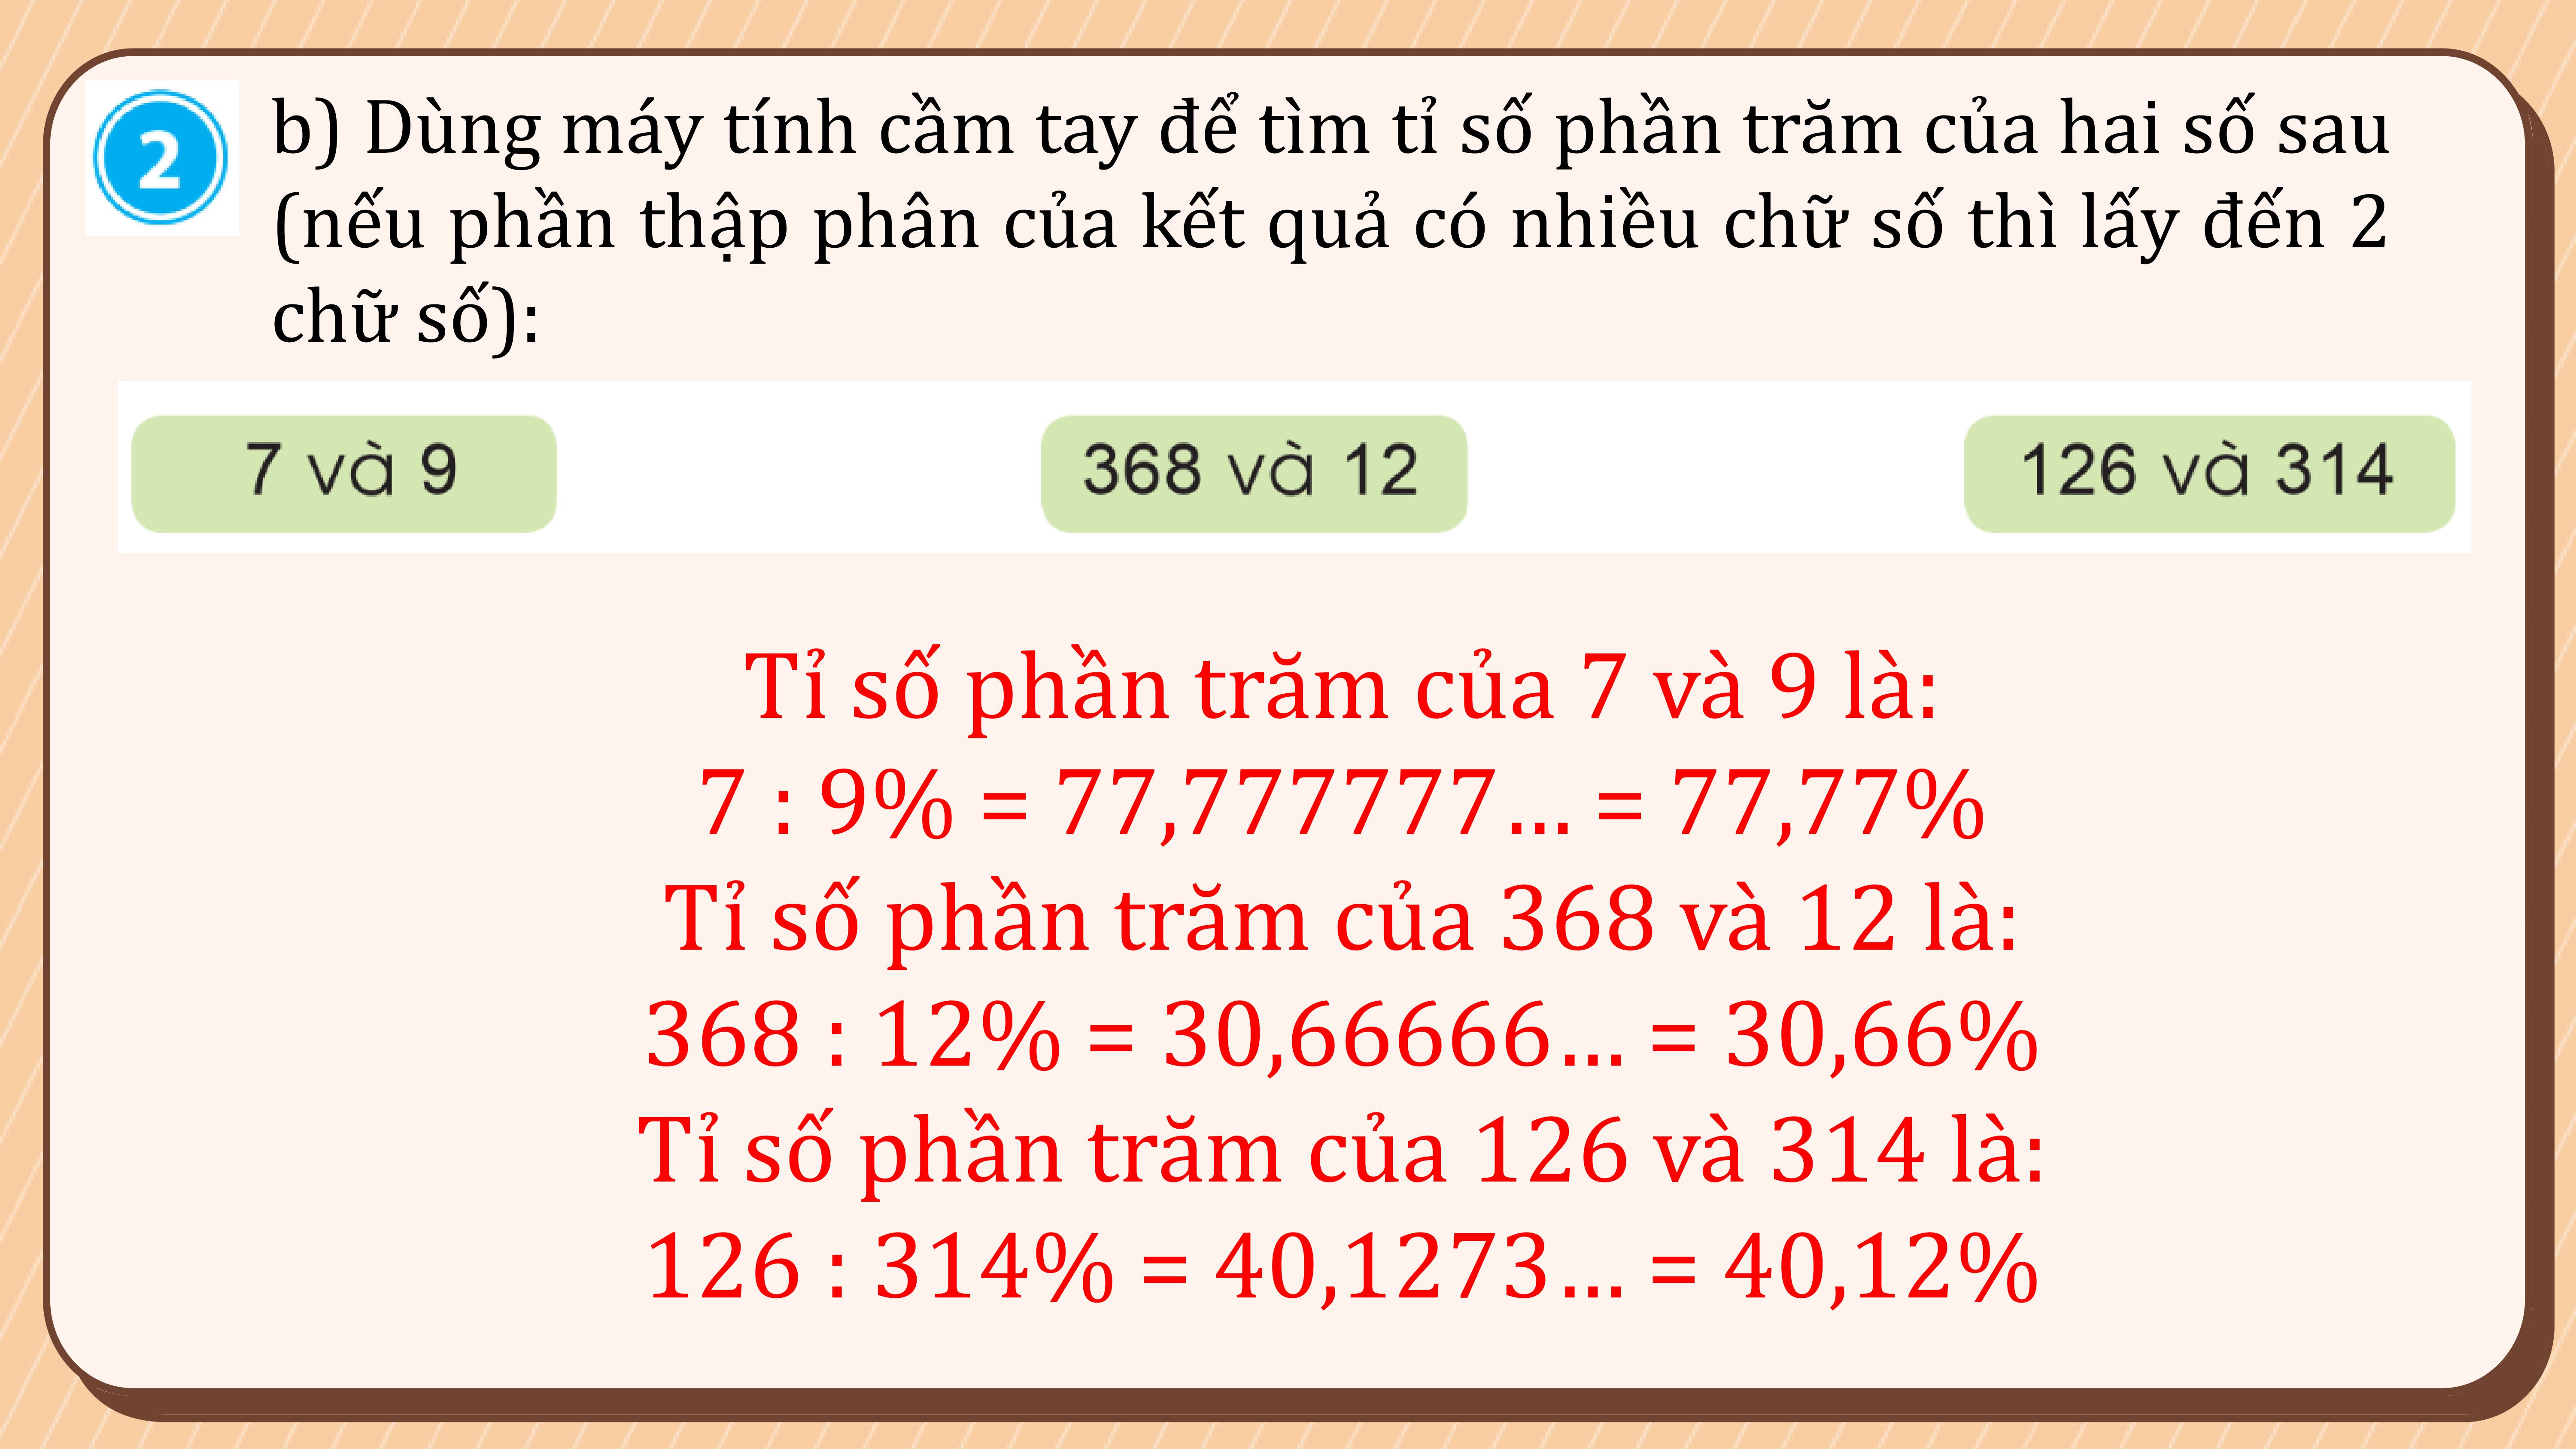 2
b) Dùng máy tính cầm tay để tìm tỉ số phần trăm của hai số sau
(nếu phần thập phân của kết quả có nhiều chữ số thì lấy đến 2
chữ số):
7 và 9
368 và 12
126 và 314
Tỉ số phần trăm của 7 và 9 là:
7 : 9% = 77,777777… = 77,77%
Tỉ số phần trăm của 368 và 12 là:
368 : 12% = 30,66666… = 30,66%
Tỉ số phần trăm của 126 và 314 là:
126 : 314% = 40,1273… = 40,12%